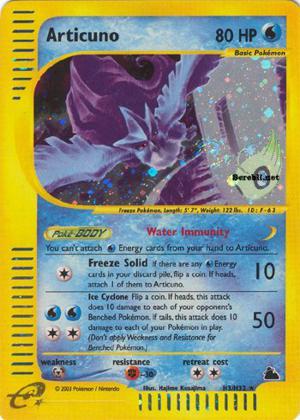 Articuno 80 HP
Basic Pokémon
Berebil.net
Freeze Pokémon, Length: 5' 7", Weight: 122 lbs. 10: F-63
Poké-BODY Water Immunity
You can't attach Energy cards from your hand to Articuno.
Freeze Solid If there are any Energy 10
cards in your discard pile, flip a coin. If heads,
attach 1 of them to Articuno.
Ice Cyclone Flip a coin. If heads, this attack 50
does 10 damage to each of your opponent's
Benched Pokémon. If tails, this attack does 10
damage to each of your Pokémon in play.
(Don't apply Weakness and Resistance for
Benched Pokémon.)
weakness resistance retreat cost
-30
Illus. Hajime Kusajima H3/H32
e
©2003 Pokémon / Nintendo